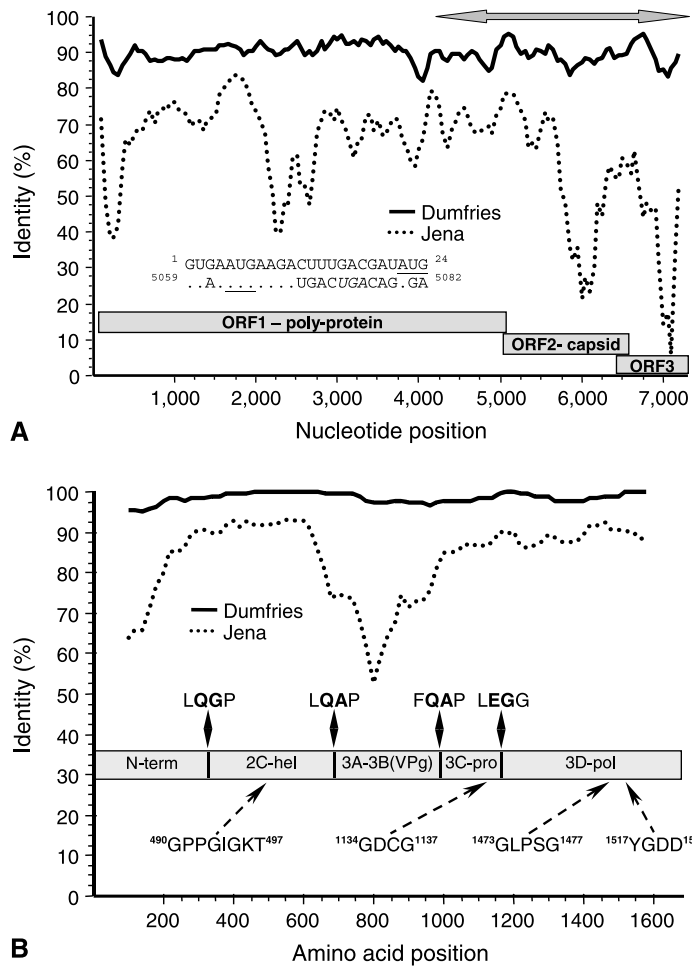 100
90
80
70
60
50
40
30
20
10
0
Identity (%)
Dumfries
Jena
1 GUGAAUGAAGACUUUGACGAUAUG 24
5059 ..A.............UGACUGACAG.GA 5082
ORF1 – poly-protein
ORF2- capsid
ORF3
1,000 2,000 3,000 4,000 5,000 6,000 7,000
A
Nucleotide position
100
90
80
70
60
50
40
30
20
10
0
Identity (%)
Dumfries
Jena
LQGP LQAP FQAP LEGG
N-term 2C-hel 3A-3B(VPg) 3C-pro 3D-pol
490GPPGIGKT497 1134GDCG1137 1473GLPSG1477 1517YGDD15
200 400 600 800 1000 1200 1400 1600
B
Amino acid position